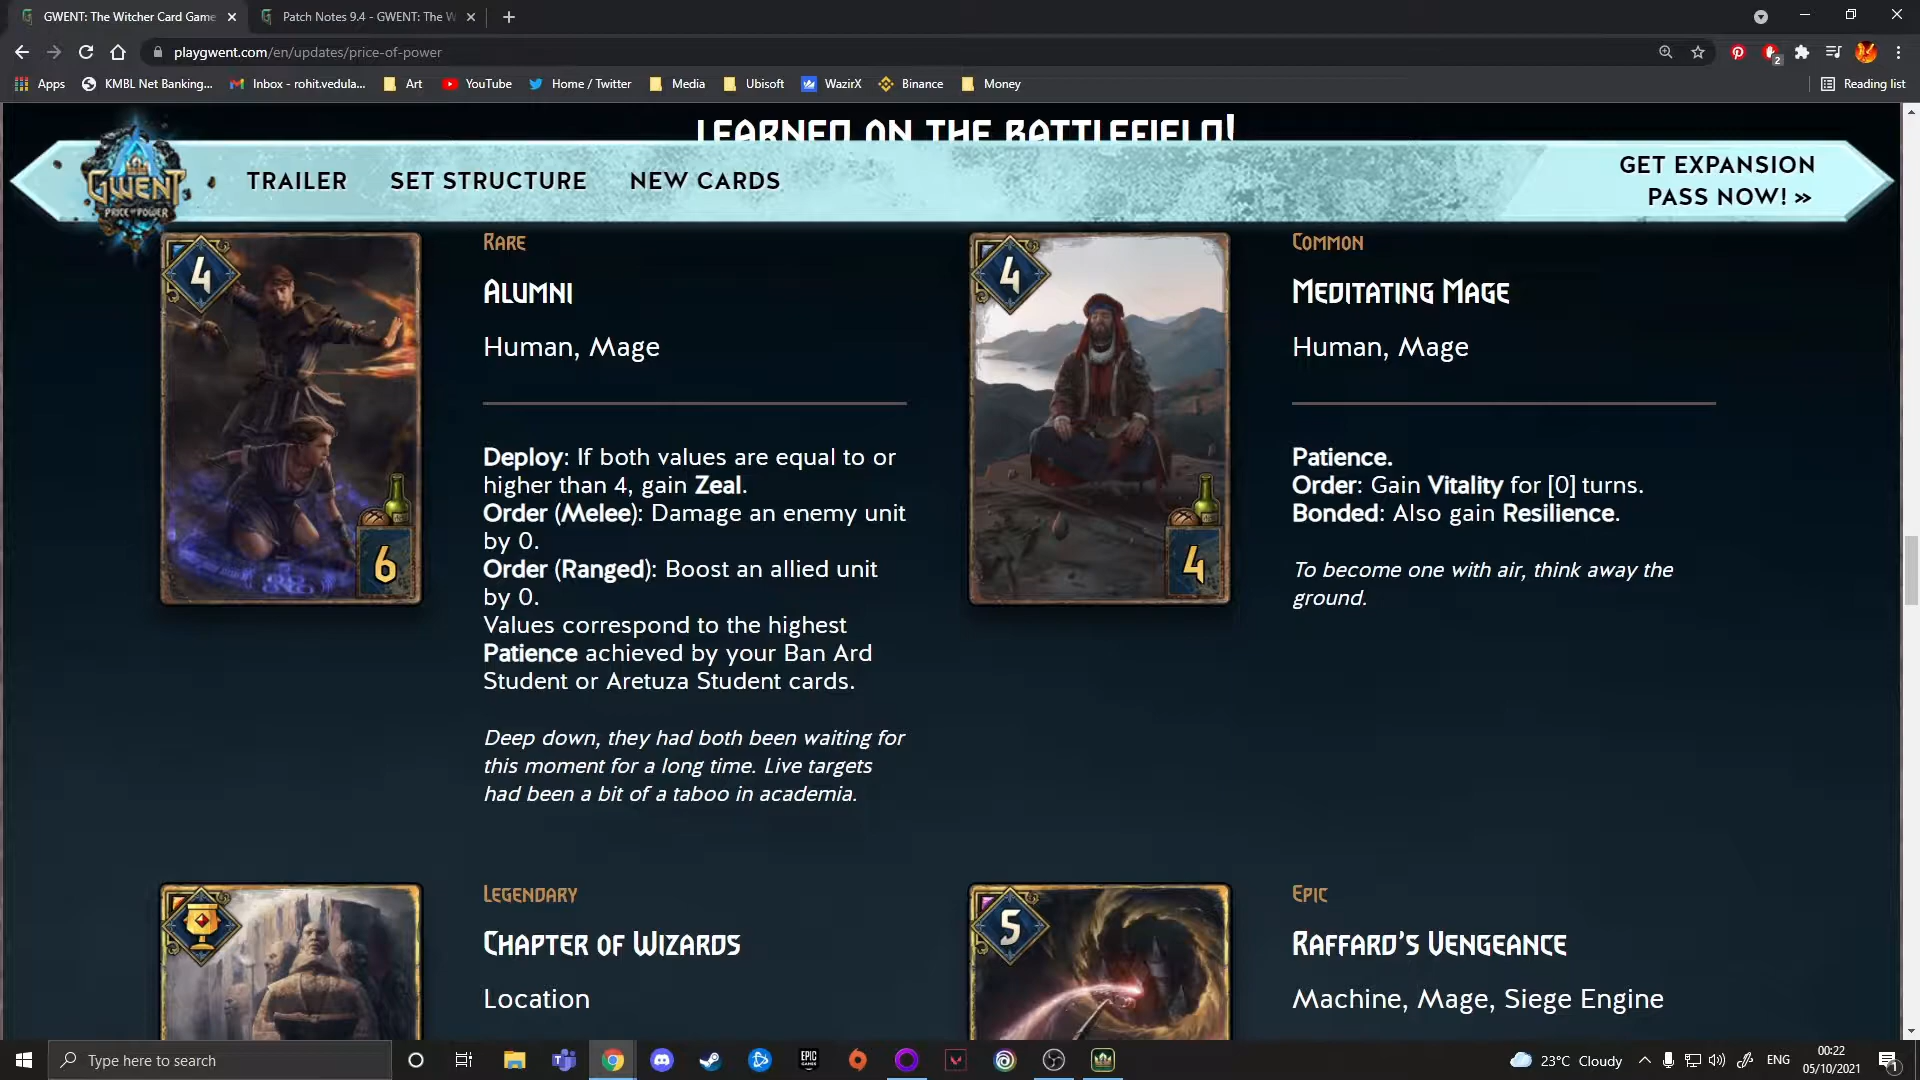 GWENT: The Witcher Card Game
Patch Notes 9.4 - GWENT: The W
playgwent.com/en/updates/price-of-power
2
Apps
KMBL Net Banking...
Inbox - rohit.vedula...
Art
YouTube
Home / Twitter
Media
Ubisoft
WazirX
Binance
Money
Reading list
LEARNED ON THE BATTLEFIELD!
GWENT
PRICE OF POWER
TRAILER
SET STRUCTURE
NEW CARDS
GET EXPANSION
PASS NOW! »
4
6
RARE
ALUMNI
Human, Mage
Deploy: If both values are equal to or
higher than 4, gain Zeal.
Order (Melee): Damage an enemy unit
by 0.
Order (Ranged): Boost an allied unit
by 0.
Values correspond to the highest
Patience achieved by your Ban Ard
Student or Aretuza Student cards.
Deep down, they had both been waiting for
this moment for a long time. Live targets
had been a bit of a taboo in academia.
4
4
COMMON
MEDITATING MAGE
Human, Mage
Patience.
Order: Gain Vitality for [0] turns.
Bonded: Also gain Resilience.
To become one with air, think away the
ground.
LEGENDARY
CHAPTER OF WIZARDS
Location
5
EPIC
RAFFARD'S VENGEANCE
Machine, Mage, Siege Engine
Type here to search
EPIC
GAMES
23°C Cloudy
ENG
00:22
05/10/2021
1